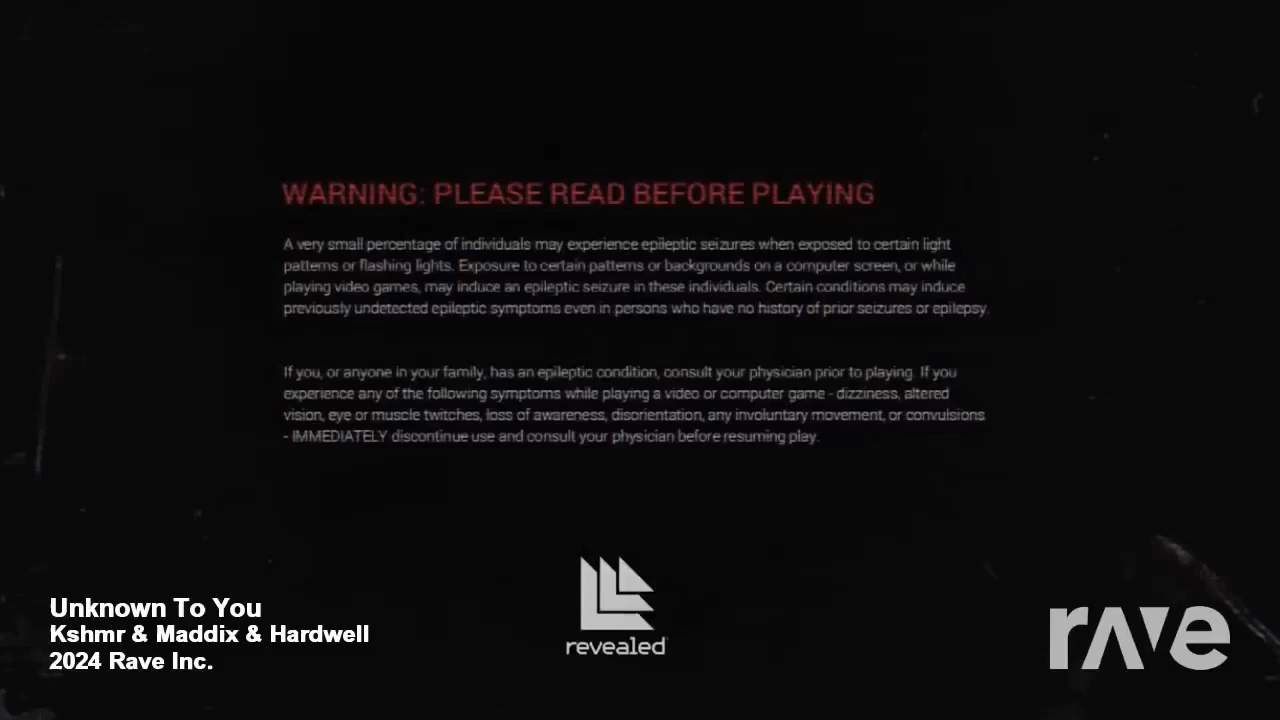 WARNING: PLEASE READ BEFORE PLAYING
A very small percentage of individuals may experience epileptic seizures when exposed to certain light
patterns or flashing lights. Exposure to certain patterns or backgrounds on a computer screen, or while
playing video games, may induce an epileptic seizure in these individuals. Certain conditions may induce
previously undetected epileptic symptoms even in persons who have no history of prior seizures or epilepsy.
If you, or anyone in your family, has an epileptic condition, consult your physician prior to playing. If you
experience any of the following symptoms while playing a video or computer game - dizziness, altered
vision, eye or muscle twitches, loss of awareness, disorientation, any involuntary movement, or convulsions
- IMMEDIATELY discontinue use and consult your physician before resuming play.
Unknown To You
Kshmr & Maddix & Hardwell
2024 Rave Inc.
revealed
rave